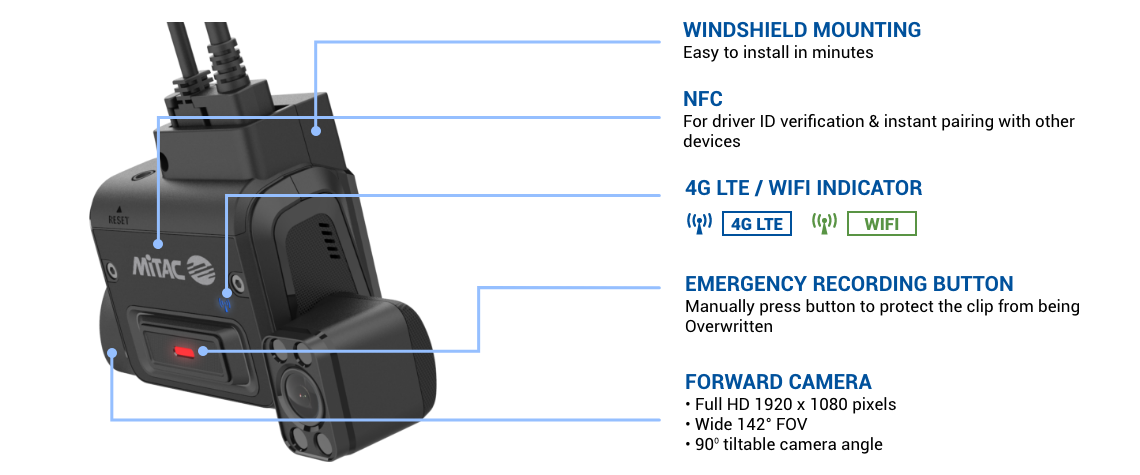 WINDSHIELD MOUNTING
Easy to install in minutes
NFC
For driver ID verification & instant pairing with other
devices
4G LTE / WIFI INDICATOR
4G LTE
WIFI
EMERGENCY RECORDING BUTTON
Manually press button to protect the clip from being
Overwritten
FORWARD CAMERA
• Full HD 1920 x 1080 pixels
• Wide 142° FOV
• 90⁰ tiltable camera angle
RESET
MiTAC